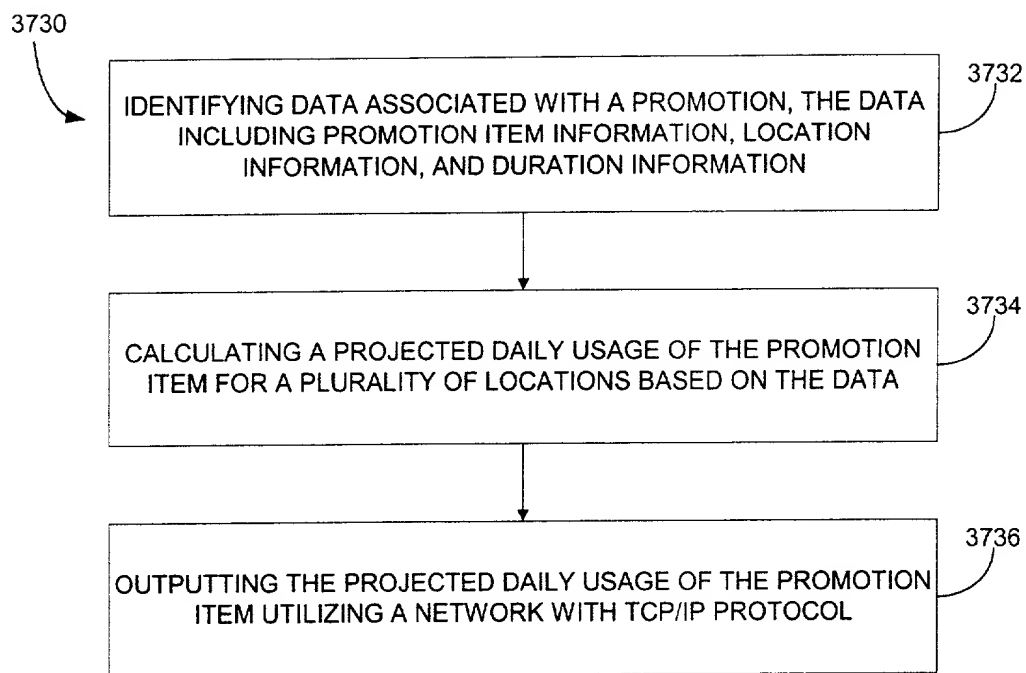 3730
3732
IDENTIFYING DATA ASSOCIATED WITH A PROMOTION, THE DATA
INCLUDING PROMOTION ITEM INFORMATION, LOCATION
INFORMATION, AND DURATION INFORMATION
3734
CALCULATING A PROJECTED DAILY USAGE OF THE PROMOTION
ITEM FOR A PLURALITY OF LOCATIONS BASED ON THE DATA
3736
OUTPUTTING THE PROJECTED DAILY USAGE OF THE PROMOTION
ITEM UTILIZING A NETWORK WITH TCP/IP PROTOCOL